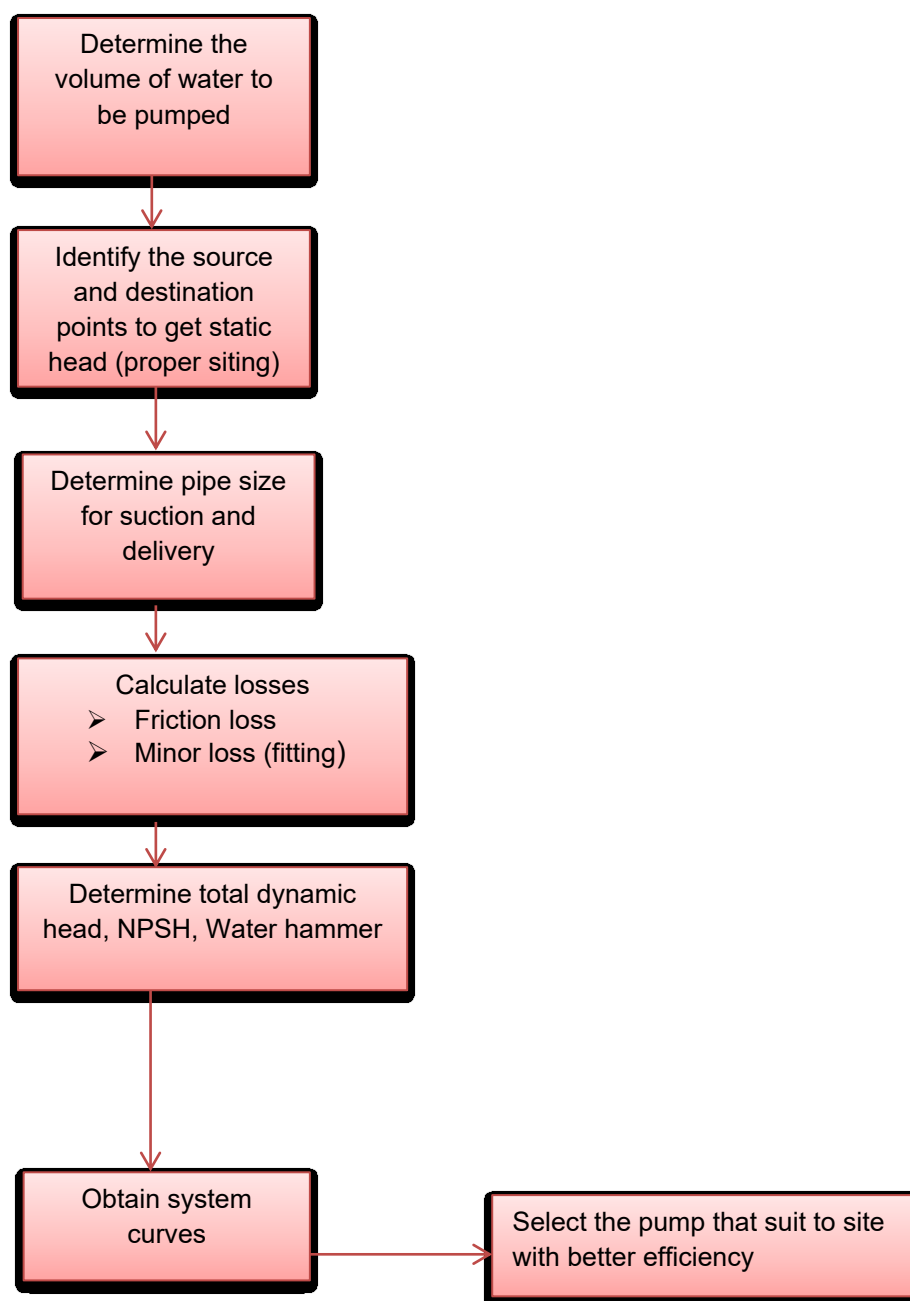 Determine the
volume of water to
be pumped
Identify the source
and destination
points to get static
head (proper siting)
Determine pipe size
for suction and
delivery
Calculate losses
➢ Friction loss
➢ Minor loss (fitting)
Determine total dynamic
head, NPSH, Water hammer
Obtain system
curves
Select the pump that suit to site
with better efficiency